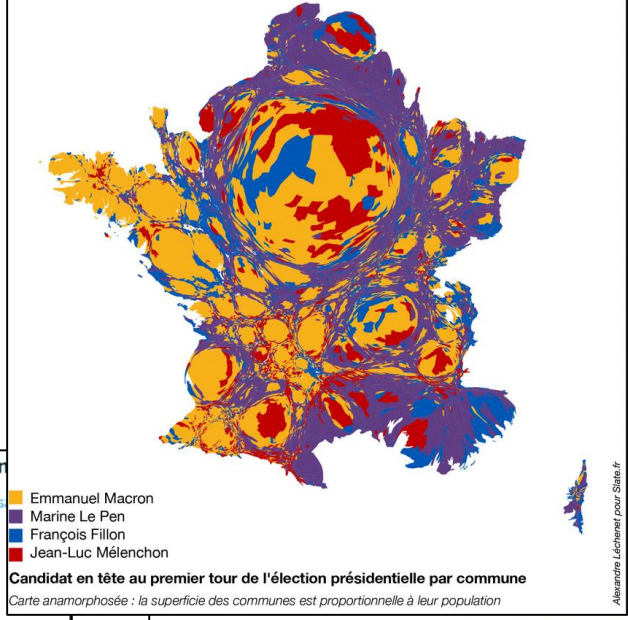 Emmanuel Macron
Marine Le Pen
François Fillon
Jean-Luc Mélenchon
Candidat en tête au premier tour de l'élection présidentielle par commune
Carte anamorphosée : la superficie des communes est proportionnelle à leur population
Alexandre Léchenet pour Slate.fr